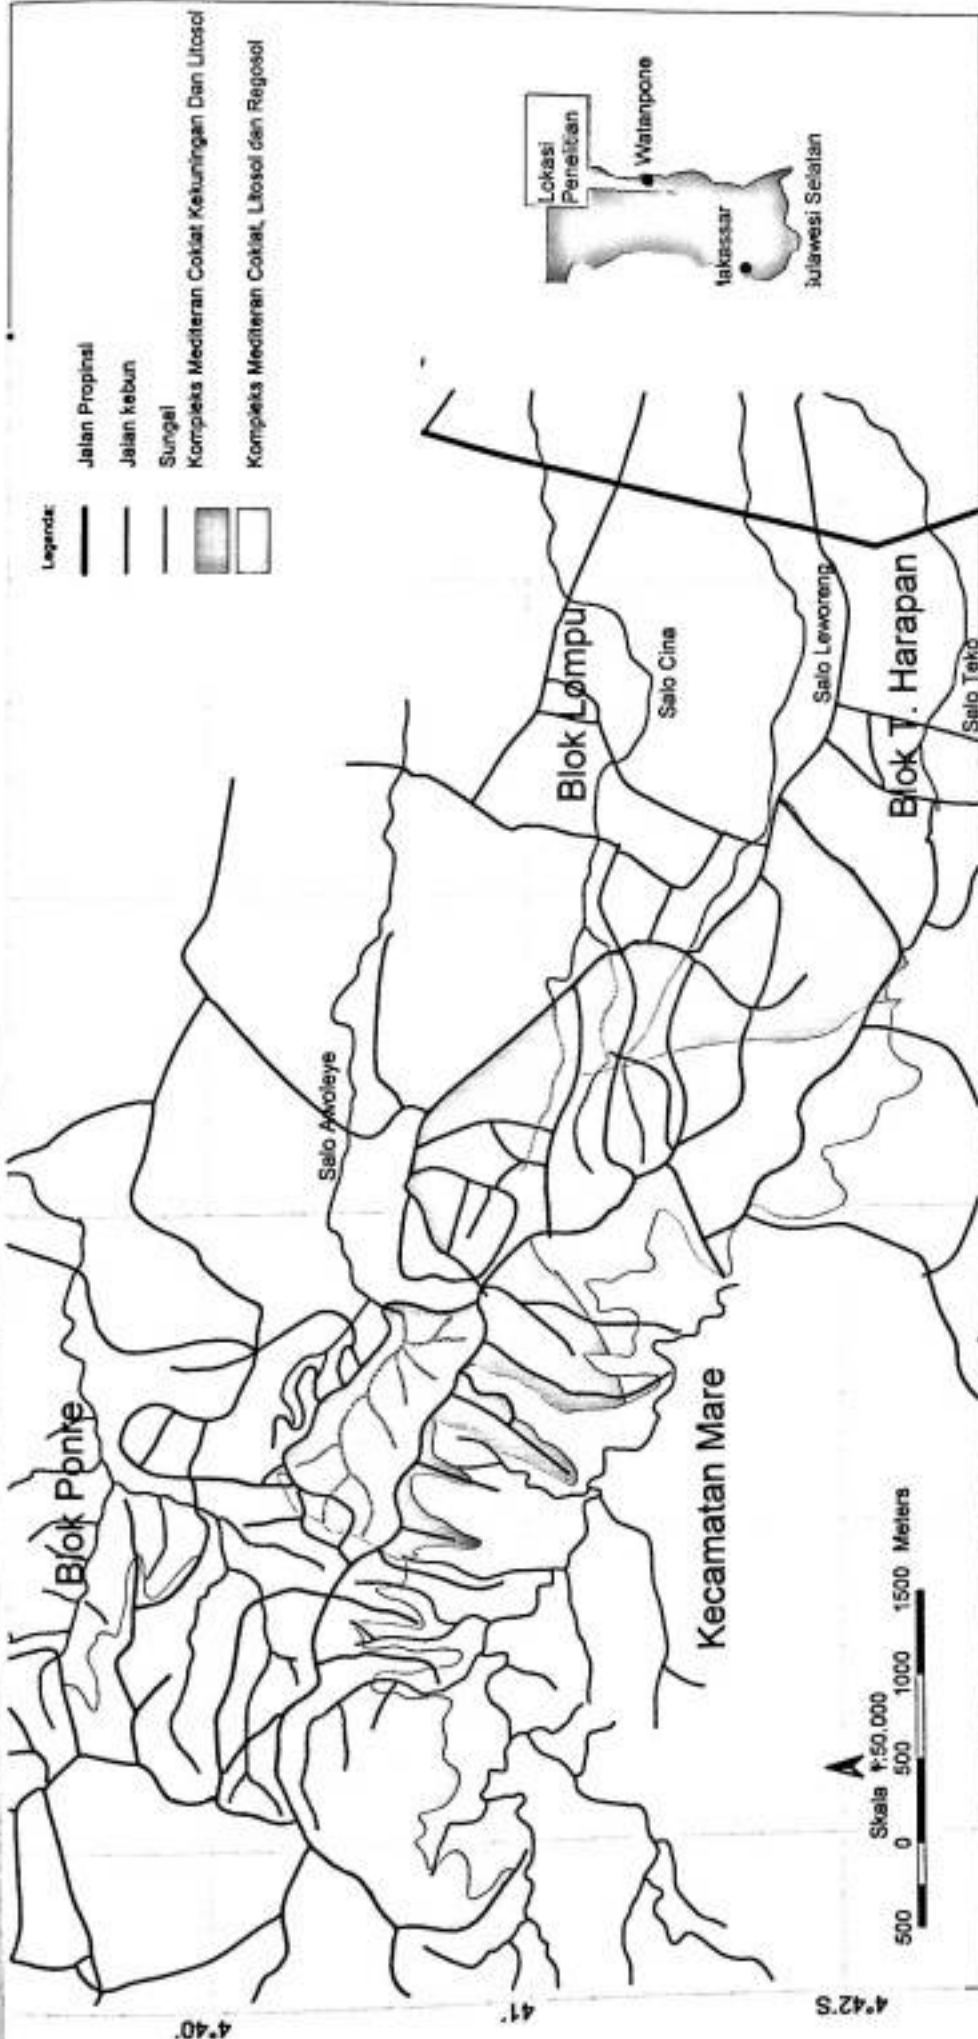 Legenda:
Jalan Propinsi
Jalan kebun
Sungai
Kompleks Mediteran Coklat Kekuningan Dan Litosol
Kompleks Mediteran Coklat, Litosol dan Regosol
Lokasi
Penelitian
Watanpone
Makassar
Sulawesi Selatan
Blok Ponre
Salo Awoleye
Blok Lompu
Salo Cina
Salo Leworeng
Blok T. Harapan
Salo Teko
Kecamatan Mare
Skala 1:50.000
500 0 500 1000 1500 Meters
4°40'
41'
4°42'S